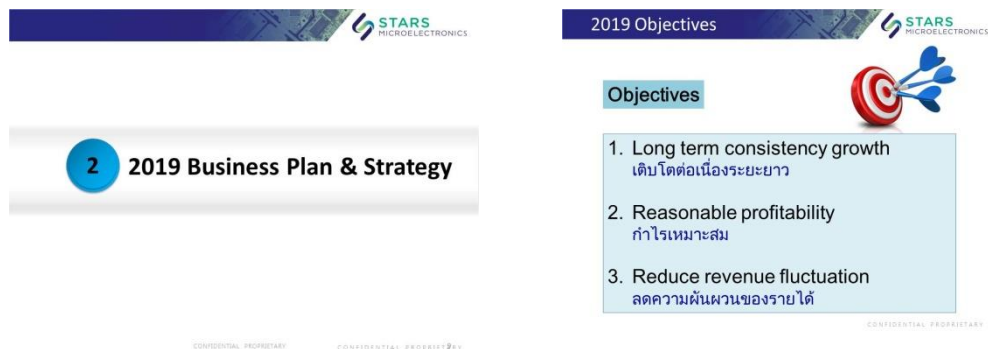 STARS
MICROELECTRONICS
2
2019 Business Plan & Strategy
CONFIDENTIAL PROPRIETARY
CONFIDENTIAL PROPRIETARY
2019 Objectives
STARS
MICROELECTRONICS
Objectives
1. Long term consistency growth
เติบโตต่อเนื่องระยะยาว
2. Reasonable profitability
กำไรเหมาะสม
3. Reduce revenue fluctuation
ลดความผันผวนของรายได้
CONFIDENTIAL PROPRIETARY